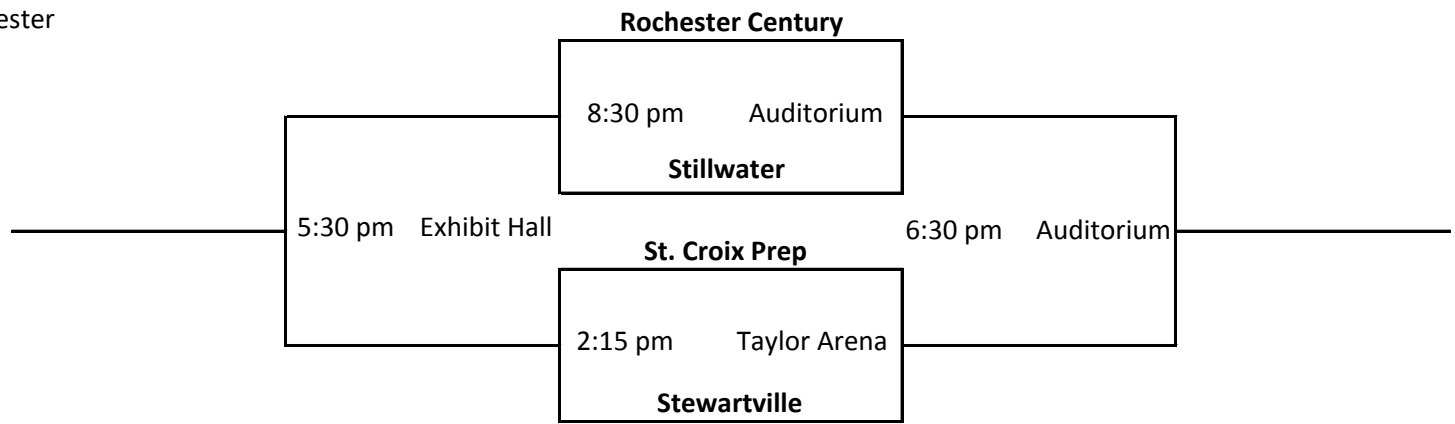 ester
Rochester Century
8:30 pm Auditorium
Stillwater
5:30 pm Exhibit Hall
6:30 pm Auditorium
St. Croix Prep
2:15 pm Taylor Arena
Stewartville